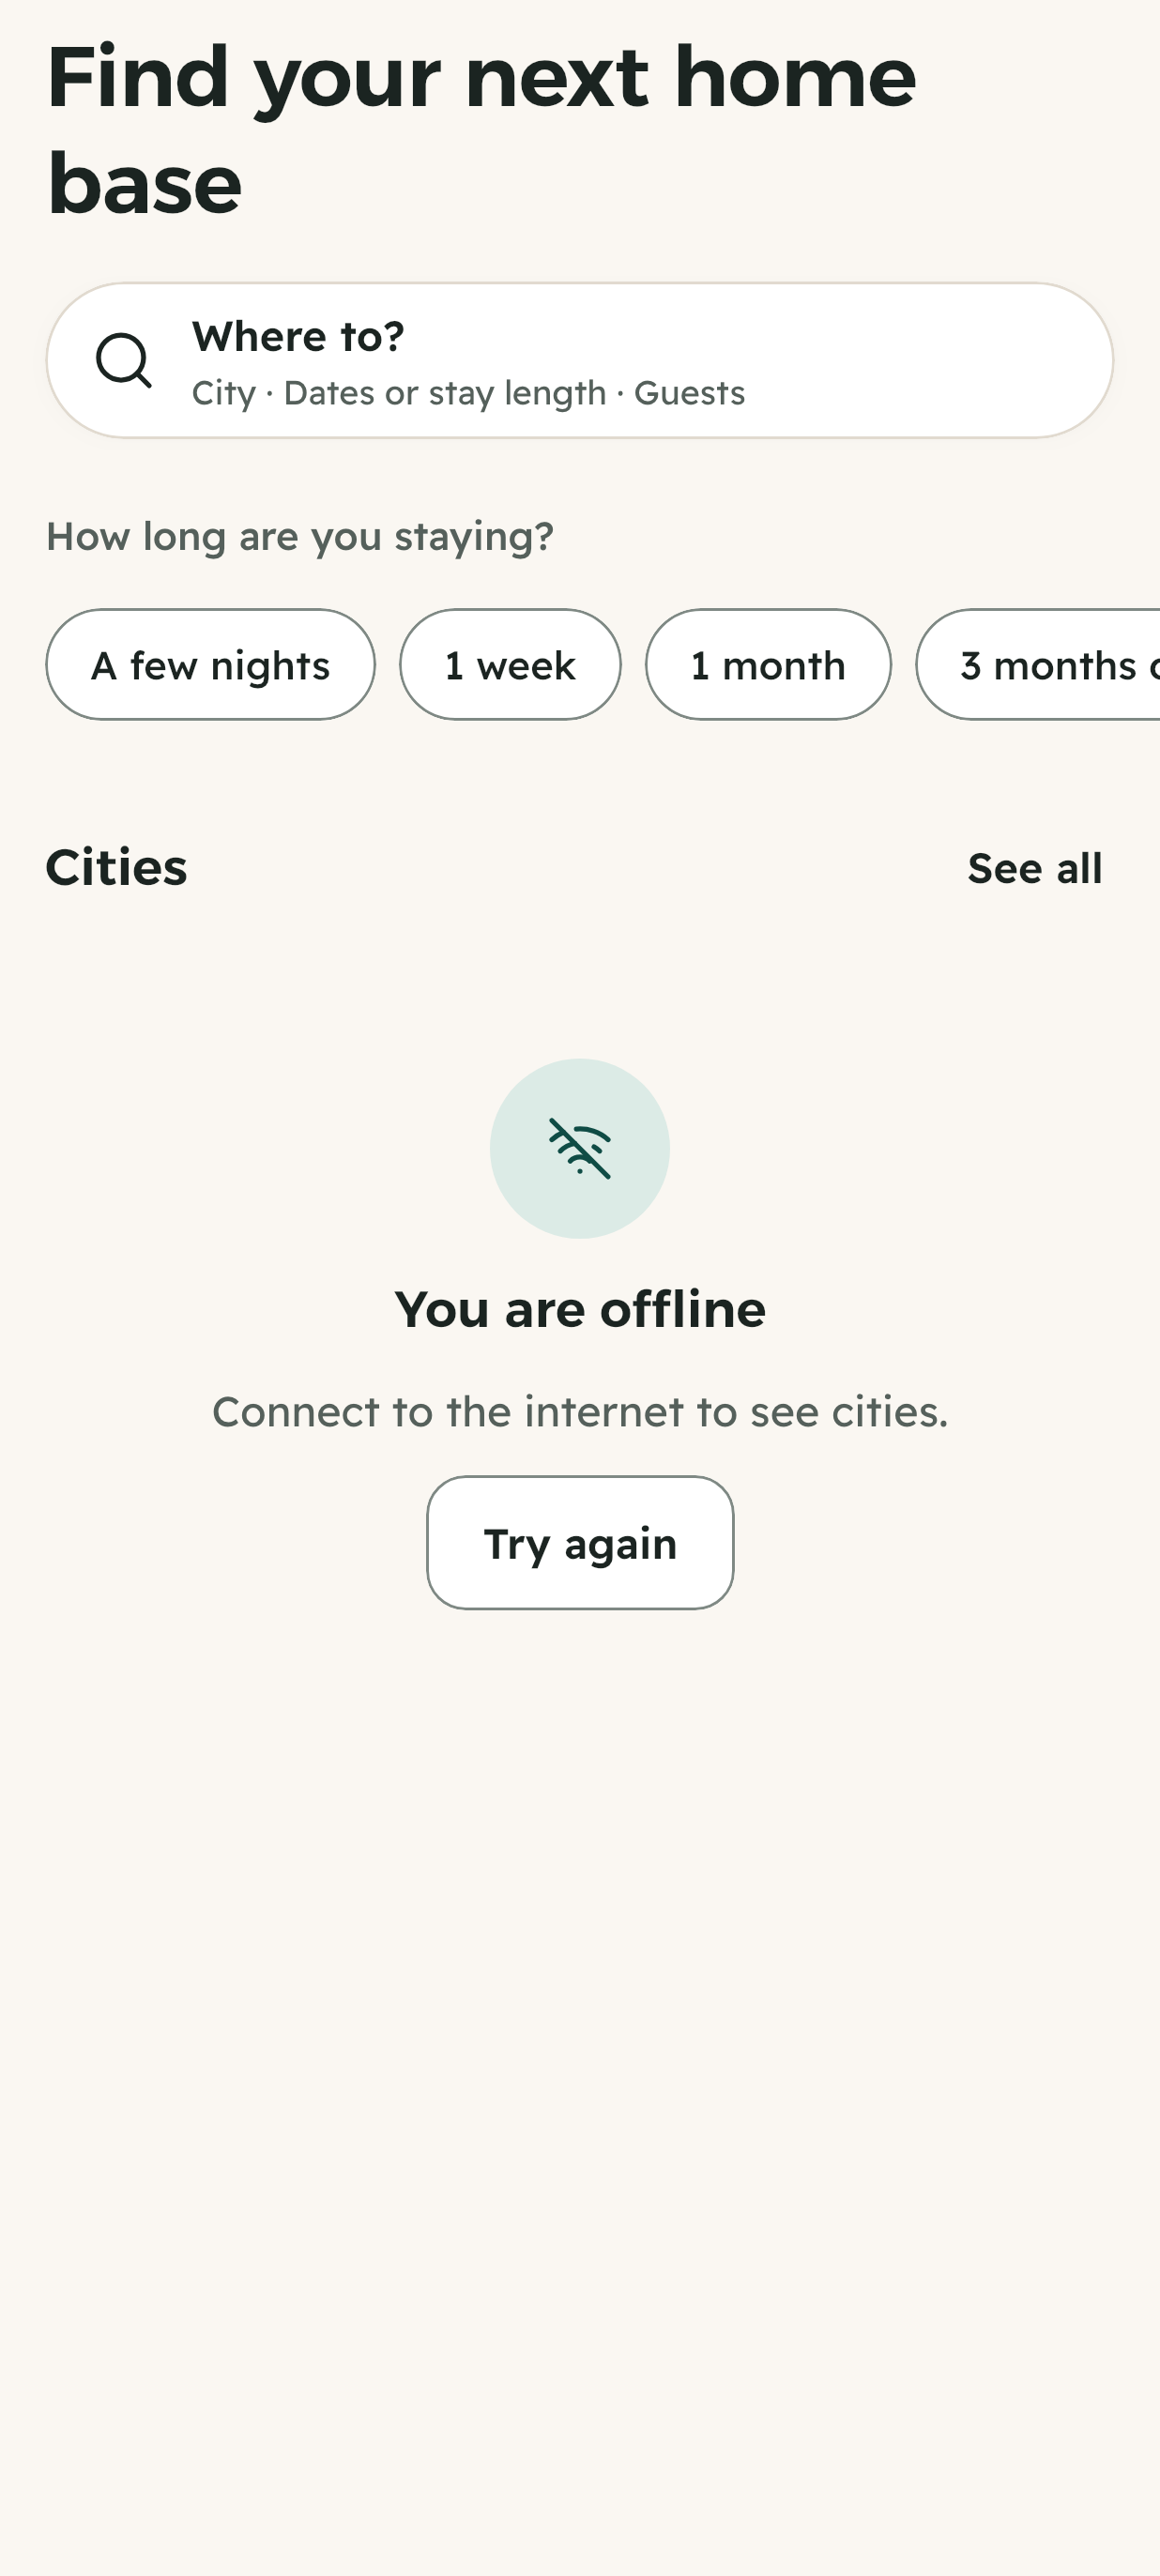 Find your next home
base
Where to?
City · Dates or stay length · Guests
How long are you staying?
A few nights
1 week
1 month
3 months
Cities
See all
You are offline
Connect to the internet to see cities.
Try again